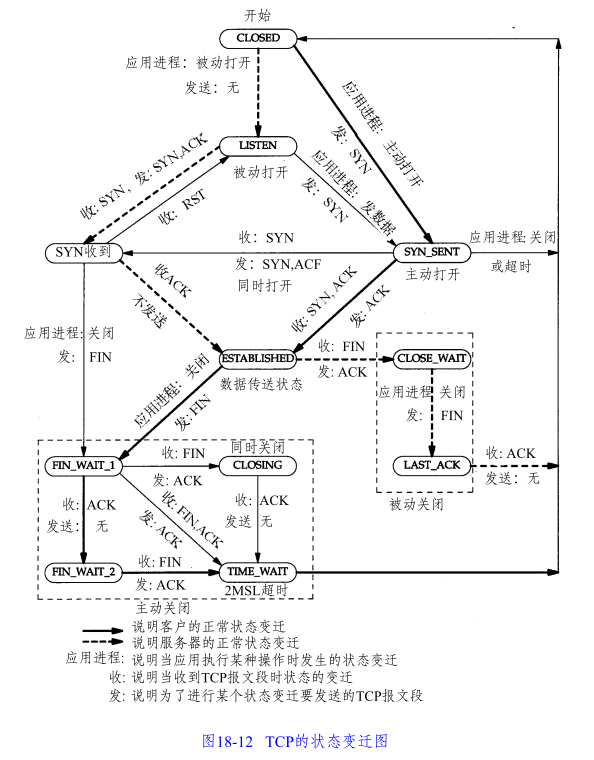 开始
CLOSED
应用进程：被动打开
发送：无
应用进程：主动打开
发：SYN
LISTEN
被动打开
收: SYN，发: SYN,ACK
收：RST
应用进程：发数据
发：SYN
SYN收到
收：SYN
发：SYN,ACF
同时打开
SYN_SENT
主动打开
应用进程: 关闭
或超时
收ACK
不发送
收: SYN, ACK
发: ACK
应用进程: 关闭
发: FIN
ESTABLISHED
数据传送状态
收: FIN
发: ACK
CLOSE_WAIT
应用进程 关闭
发: FIN
LAST_ACK
收: ACK
发送: 无
被动关闭
应用进程：关闭
发: FIN
同时关闭
FIN_WAIT_1
收: FIN
发: ACK
CLOSING
收: ACK
发送： 无
收: FIN,ACK
发: ACK
收: ACK
发送 无
FIN_WAIT_2
收: FIN
发: ACK
TIME_WAIT
2MSL超时
主动关闭
说明客户的正常状态变迁
说明服务器的正常状态变迁
应用进程: 说明当应用执行某种操作时发生的状态变迁
收: 说明当收到TCP报文段时状态的变迁
发: 说明为了进行某个状态变迁要发送的TCP报文段
图18-12 TCP的状态变迁图